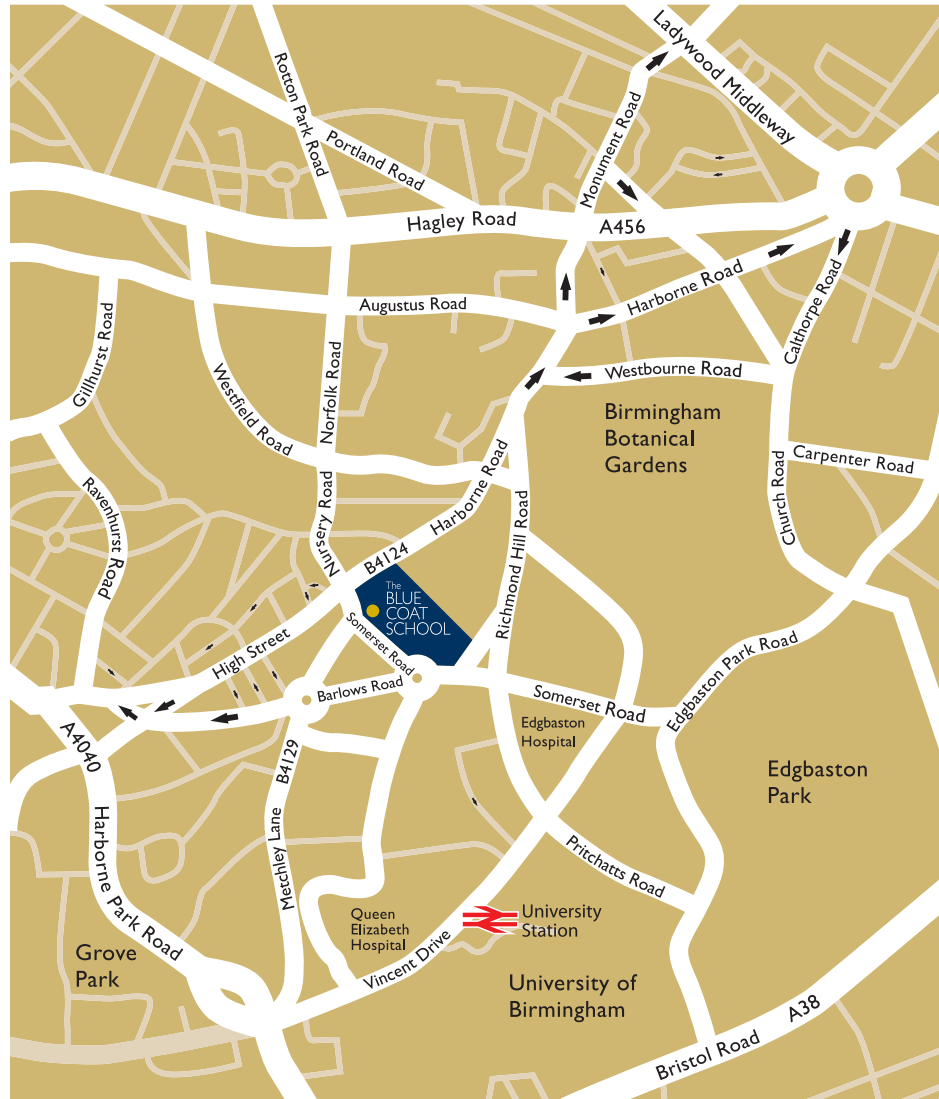 Ladywood Middleway
Rotton Park Road
Portland Road
Monument Road
Hagley Road
A456
Harborne Road
Calthorpe Road
Augustus Road
Gillhurst Road
Westfield Road
Norfolk Road
Westbourne Road
Birmingham
Botanical
Gardens
Carpenter Road
Church Road
Ravenhurst Road
Nursery Road
Harborne Road
B4124
Richmond Hill Road
The
BLUE
COAT
SCHOOL
High Street
Somerset Road
Barlows Road
Somerset Road
Edgbaston Park Road
Edgbaston
Hospital
A4040
B4129
Edgbaston
Park
Harborne Park Road
Metchley Lane
Pritchatts Road
Queen
Elizabeth
Hospital
University
Station
Vincent Drive
Grove
Park
University of
Birmingham
A38
Bristol Road